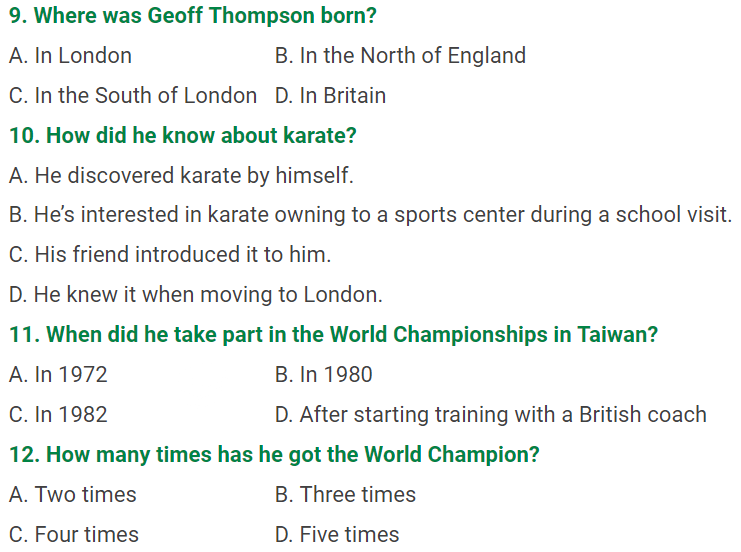 9. Where was Geoff Thompson born?
A. In London B. In the North of England
C. In the South of London D. In Britain
10. How did he know about karate?
A. He discovered karate by himself.
B. He’s interested in karate owning to a sports center during a school visit.
C. His friend introduced it to him.
D. He knew it when moving to London.
11. When did he take part in the World Championships in Taiwan?
A. In 1972 B. In 1980
C. In 1982 D. After starting training with a British coach
12. How many times has he got the World Champion?
A. Two times B. Three times
C. Four times D. Five times